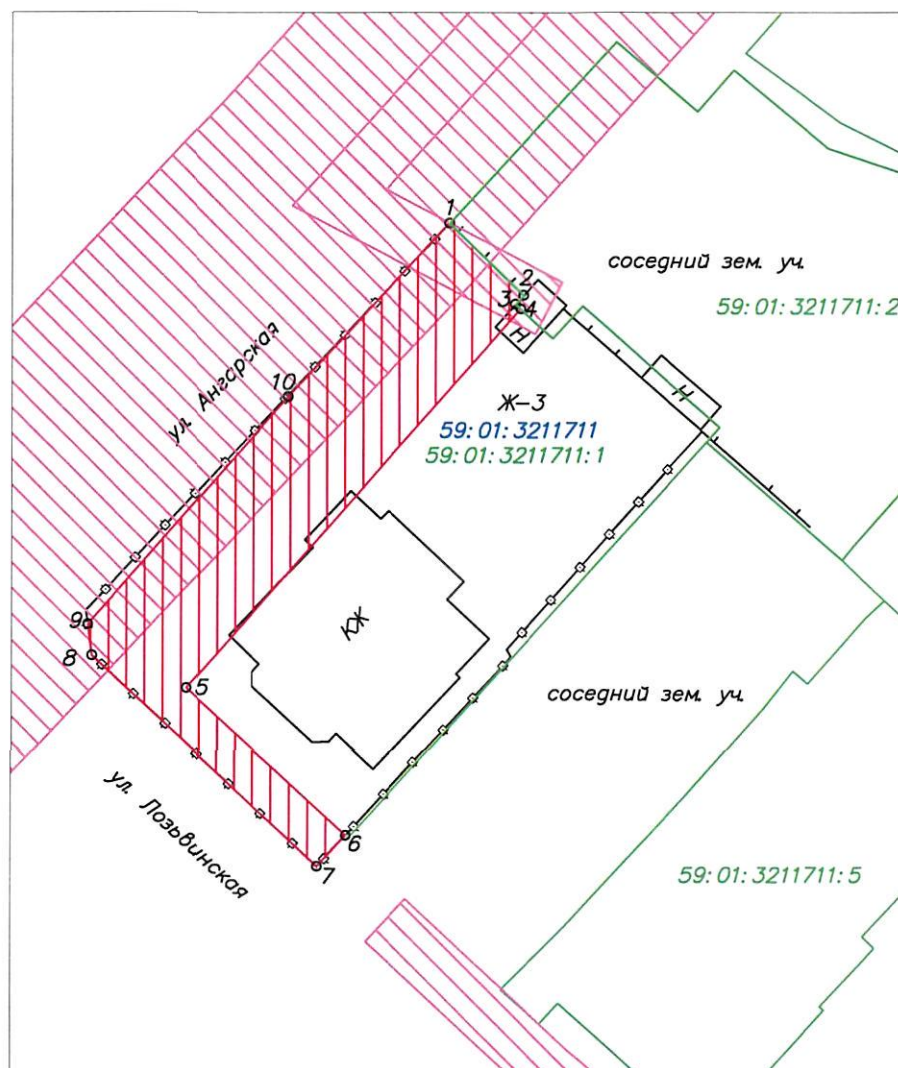 1
соседний зем. уч.
2
3
4
59:01:3211711:2
Н
ул. Ангарская
10
Н
Ж-3
59:01:3211711
59:01:3211711:1
КЖ
9
8
5
соседний зем. уч.
ул. Лозьвинская
6
7
59:01:3211711:5